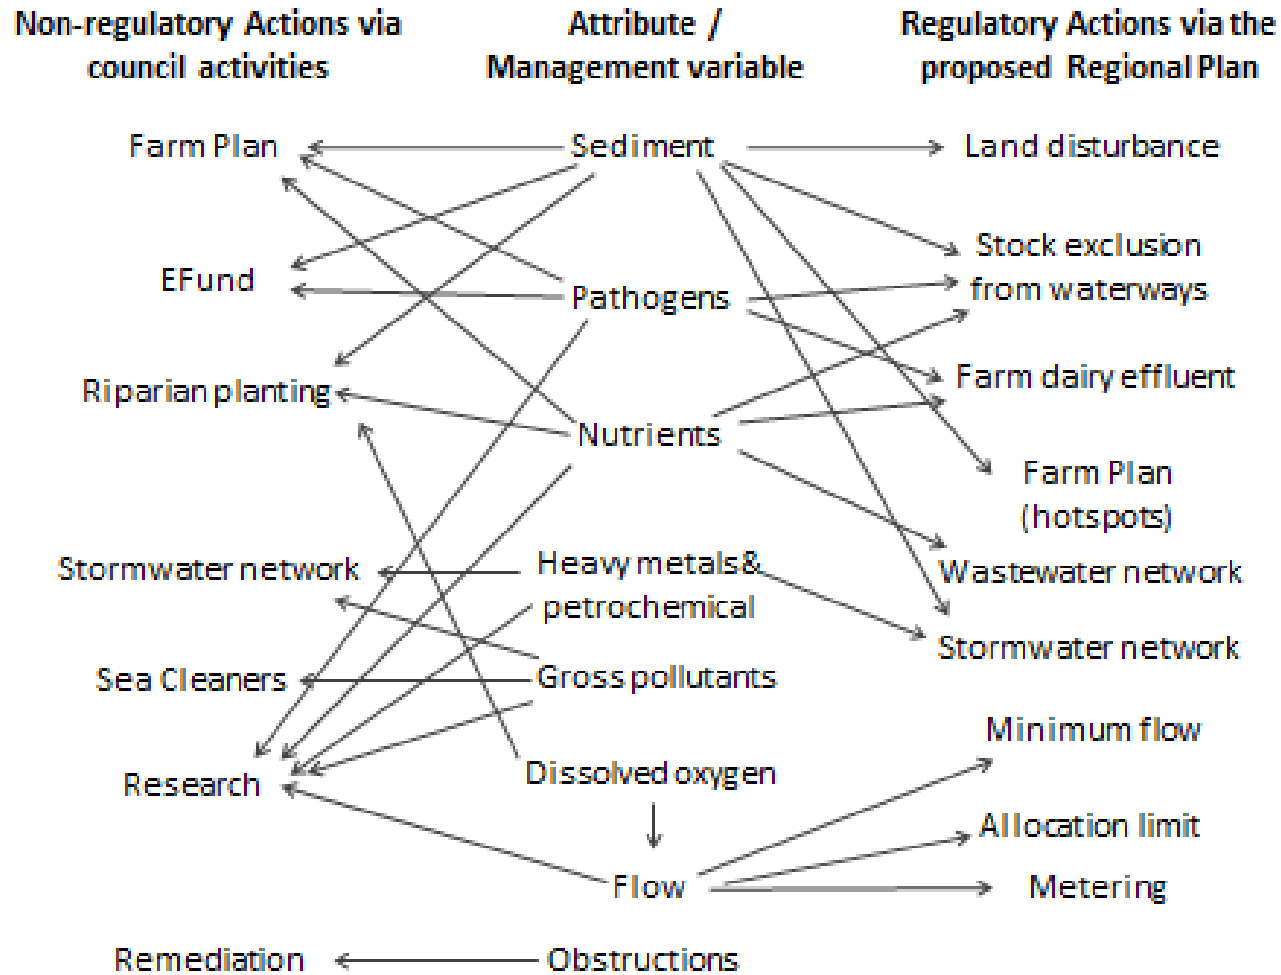 Non-regulatory Actions via
council activities
Attribute /
Management variable
Regulatory Actions via the
proposed Regional Plan
Farm Plan
Sediment
Land disturbance
EFund
Pathogens
Stock exclusion
from waterways
Riparian planting
Nutrients
Farm dairy effluent
Farm Plan
(hotspots)
Stormwater network
Heavy metals&
petrochemical
Wastewater network
Stormwater network
Sea Cleaners
Gross pollutants
Minimum flow
Research
Dissolved oxygen
Allocation limit
Flow
Metering
Remediation
Obstructions